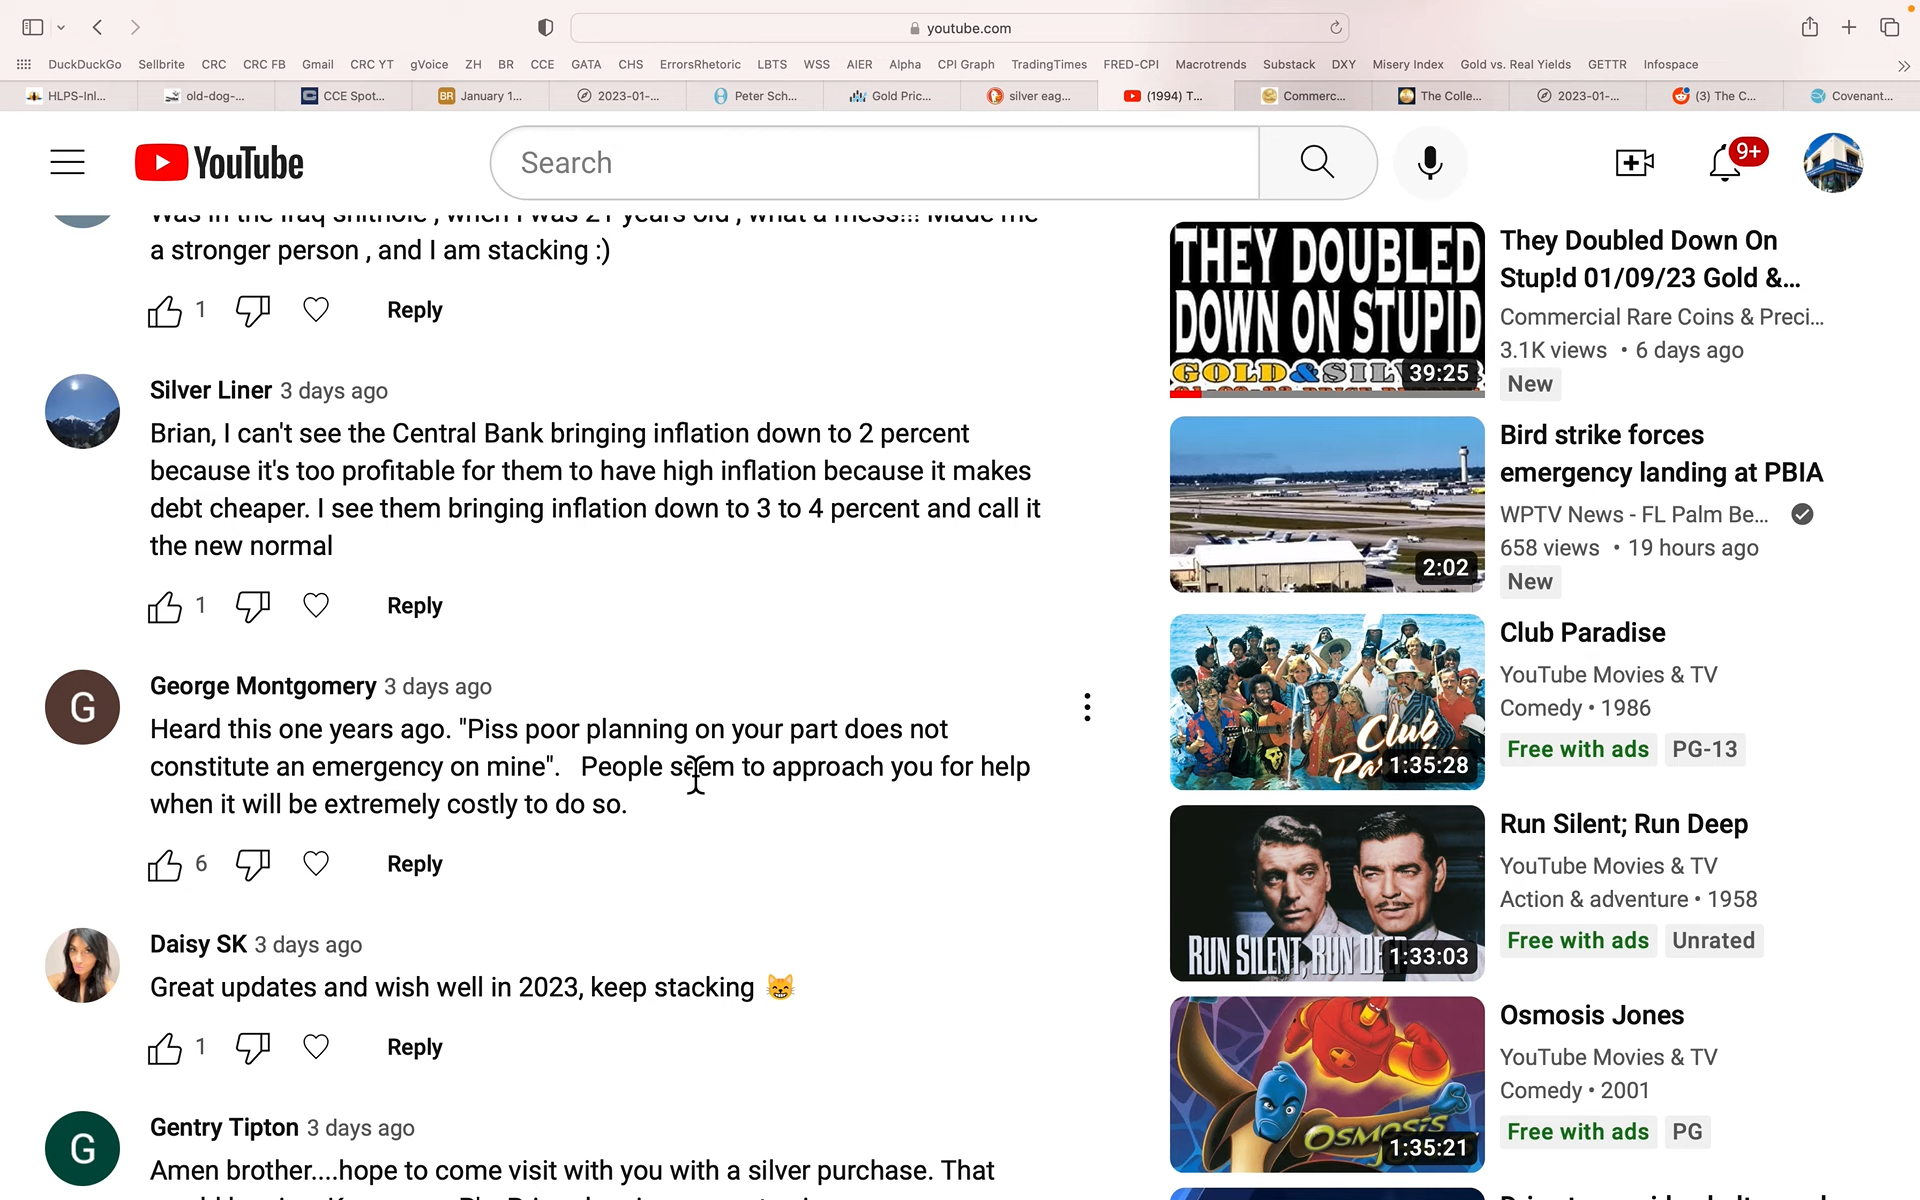 youtube.com
DuckDuckGo Sellbrite CRC CRC FB Gmail CRC YT gVoice ZH BR CCE GATA CHS ErrorsRhetoric LBTS WSS AIER Alpha CPI Graph TradingTimes FRED-CPI Macrotrends Substack DXY Misery Index Gold vs. Real Yields GETTR Infospace
HLPS-Inl... old-dog-... CCE Spot... BR January 1... 2023-01-... Peter Sch... Gold Pric... silver eag... (1994) T... Commerc... The Colle... 2023-01-... (3) The C... Covenant...
YouTube
Search
9+
Was in the Iraq shithole , when I was 21 years old , what a mess!!! Made me
a stronger person , and I am stacking :)
1 Reply
Silver Liner 3 days ago
Brian, I can't see the Central Bank bringing inflation down to 2 percent
because it's too profitable for them to have high inflation because it makes
debt cheaper. I see them bringing inflation down to 3 to 4 percent and call it
the new normal
1 Reply
G
George Montgomery 3 days ago
Heard this one years ago. "Piss poor planning on your part does not
constitute an emergency on mine". People seem to approach you for help
when it will be extremely costly to do so.
6 Reply
Daisy SK 3 days ago
Great updates and wish well in 2023, keep stacking 😸
1 Reply
G
Gentry Tipton 3 days ago
Amen brother....hope to come visit with you with a silver purchase. That
THEY DOUBLED
DOWN ON STUPID
GOLD&SIL
39:25
They Doubled Down On
Stup!d 01/09/23 Gold &...
Commercial Rare Coins & Preci...
3.1K views • 6 days ago
New
2:02
Bird strike forces
emergency landing at PBIA
WPTV News - FL Palm Be...
658 views • 19 hours ago
New
Club
Pa
1:35:28
Club Paradise
YouTube Movies & TV
Comedy • 1986
Free with ads PG-13
RUN SILENT, RUN DE
1:33:03
Run Silent; Run Deep
YouTube Movies & TV
Action & adventure • 1958
Free with ads Unrated
OSMOSIS
JONES
1:35:21
Osmosis Jones
YouTube Movies & TV
Comedy • 2001
Free with ads PG